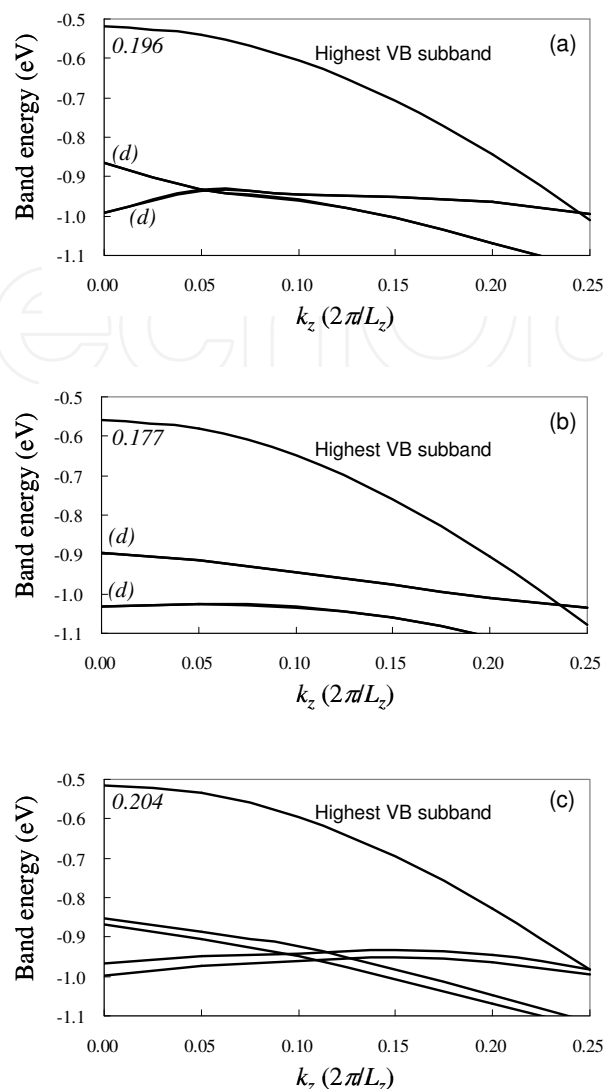 -0.5
(a)
0.196
Highest VB subband
-0.6
-0.7
Band energy (eV)
-0.8
(d)
-0.9
(d)
-1.0
-1.1
0.00 0.05 0.10 0.15 0.20 0.25
k_z (2π/L_z)
-0.5
(b)
0.177
Highest VB subband
-0.6
-0.7
Band energy (eV)
-0.8
(d)
-0.9
(d)
-1.0
-1.1
0.00 0.05 0.10 0.15 0.20 0.25
k_z (2π/L_z)
-0.5
(c)
0.204
Highest VB subband
-0.6
-0.7
Band energy (eV)
-0.8
-0.9
-1.0
-1.1
0.00 0.05 0.10 0.15 0.20 0.25
k_z (2π/L_z)